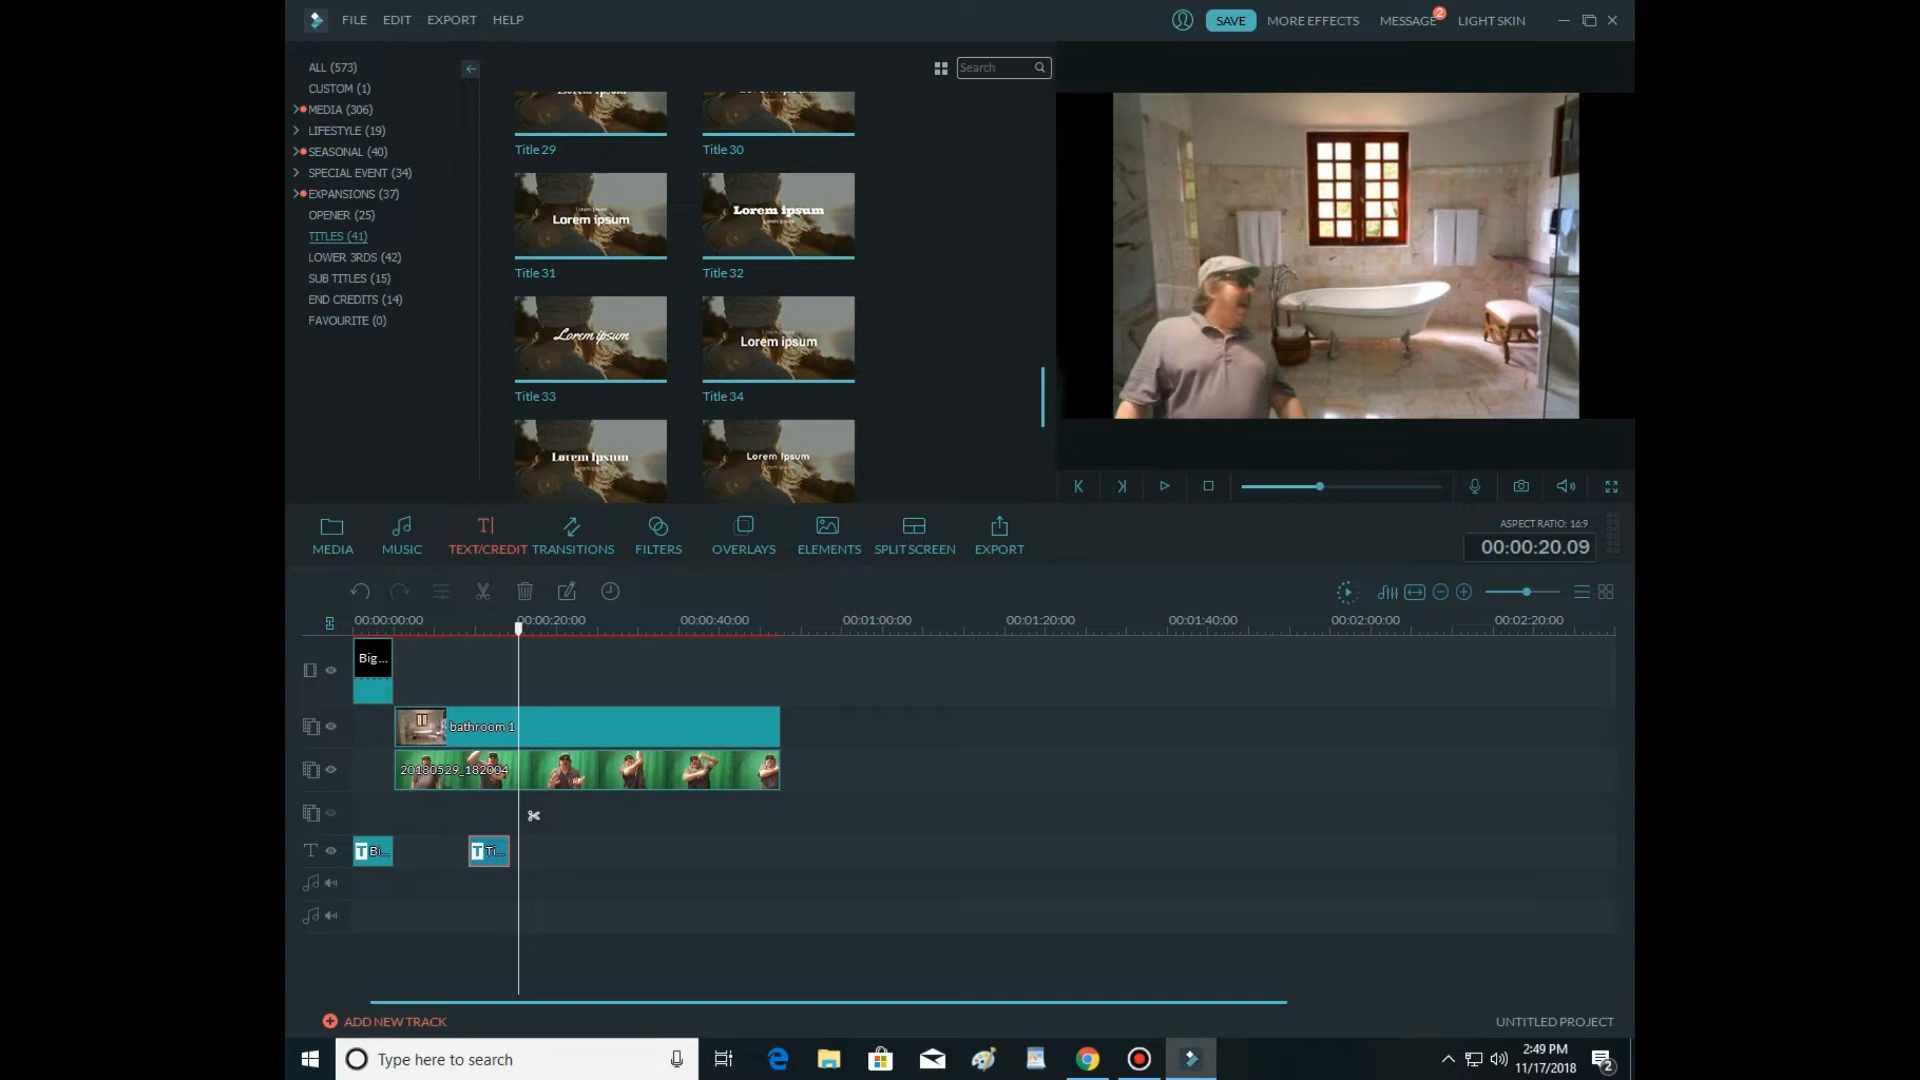 FILE EDIT EXPORT HELP
SAVE MORE EFFECTS MESSAGE 2 LIGHT SKIN
ALL (573)
CUSTOM (1)
MEDIA (306)
LIFESTYLE (19)
SEASONAL (40)
SPECIAL EVENT (34)
EXPANSIONS (37)
OPENER (25)
TITLES (41)
LOWER 3RDS (42)
SUB TITLES (15)
END CREDITS (14)
FAVOURITE (0)
Search
Title 29 Title 30
Lorem ipsum Lorem ipsum
Title 31 Title 32
Lorem ipsum Lorem ipsum
Title 33 Title 34
Lorem Ipsum Lorem Ipsum
MEDIA MUSIC TEXT/CREDIT TRANSITIONS FILTERS OVERLAYS ELEMENTS SPLIT SCREEN EXPORT
ASPECT RATIO: 16:9
00:00:20.09
00:00:00:00 00:00:20:00 00:00:40:00 00:01:00:00 00:01:20:00 00:01:40:00 00:02:00:00 00:02:20:00
Big...
bathroom 1
20180529_182004
T Bi... T Ti...
ADD NEW TRACK
UNTITLED PROJECT
Type here to search
2:49 PM
11/17/2018
2